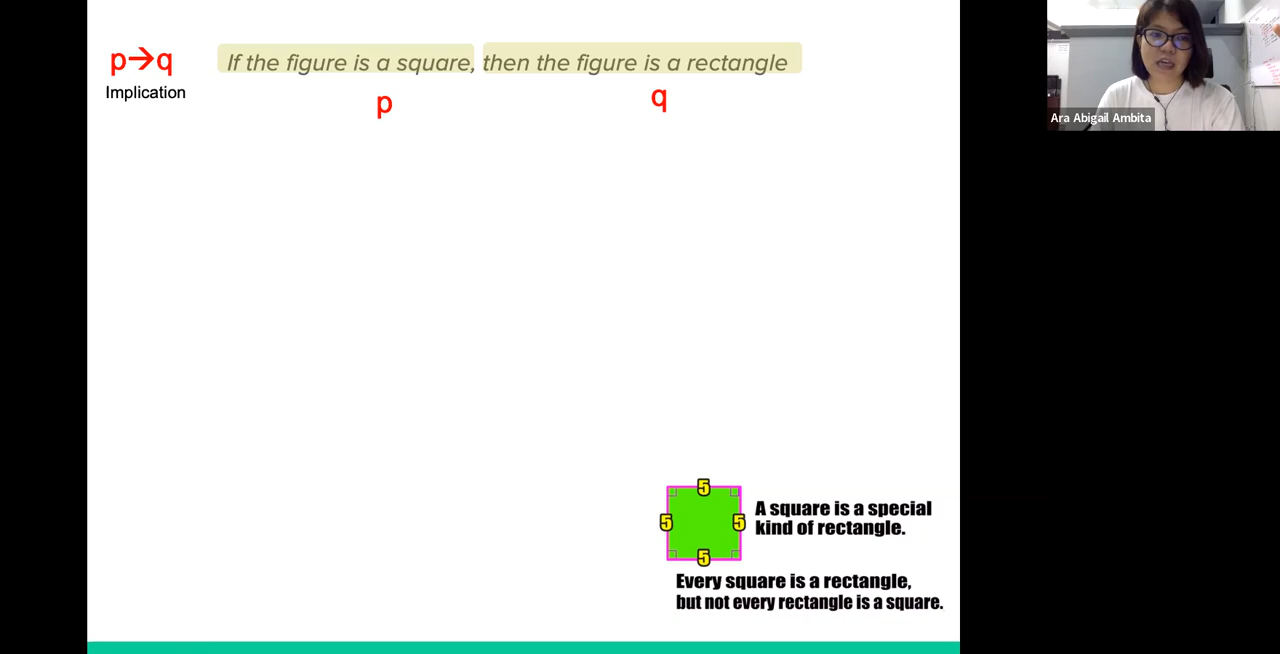 p→q
If the figure is a square, then the figure is a rectangle
Implication
p
q
Ara Abigail Ambita
5
5
5
5
A square is a special
kind of rectangle.
Every square is a rectangle,
but not every rectangle is a square.